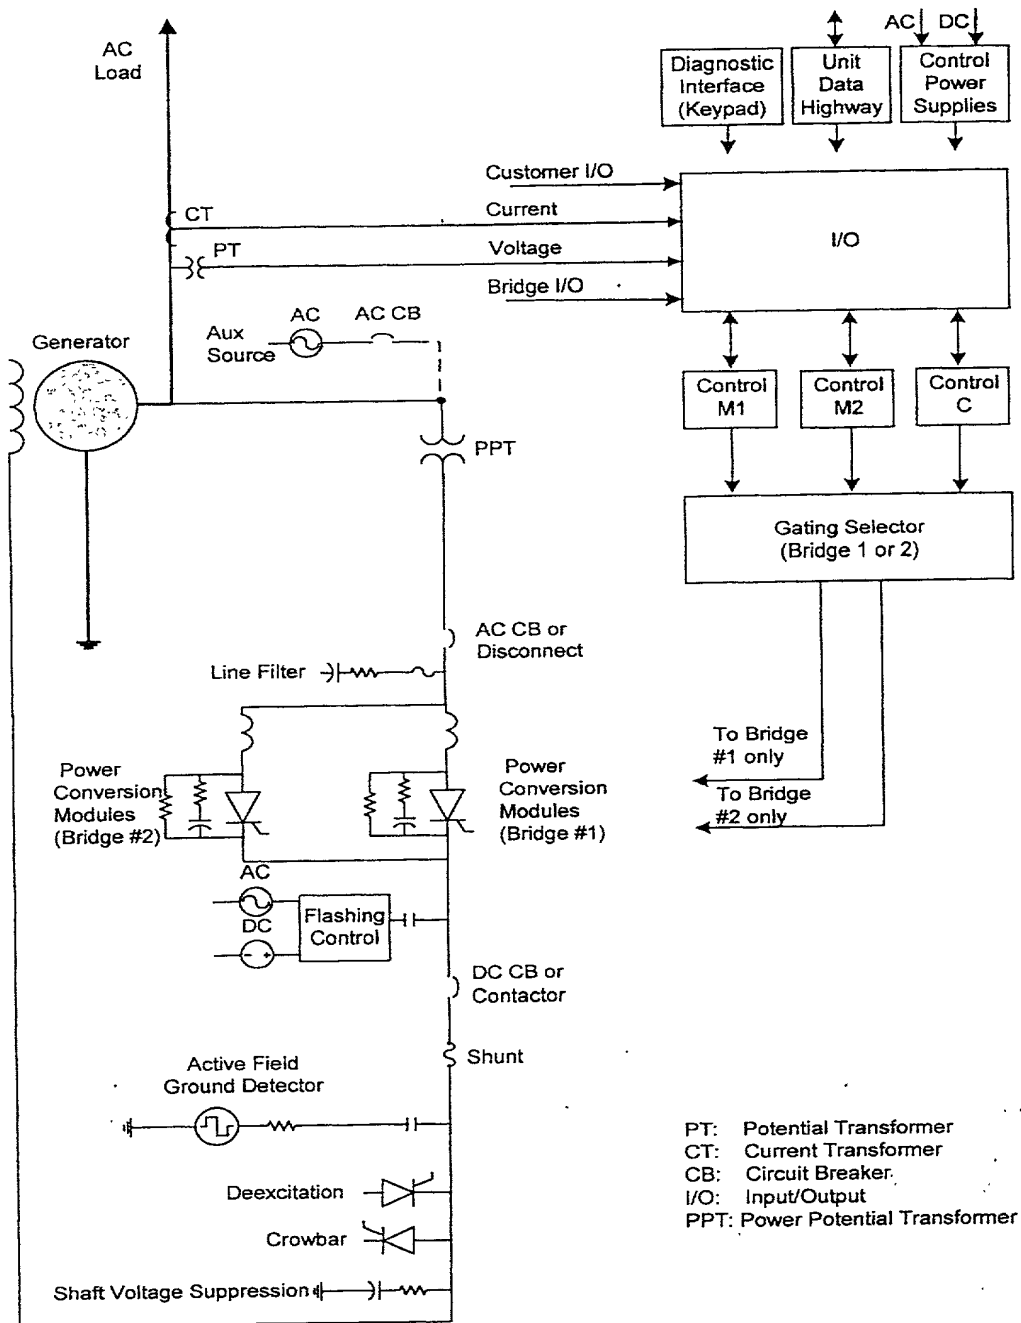 AC
Load
AC
DC
Diagnostic
Interface
(Keypad)
Unit
Data
Highway
Control
Power
Supplies
Customer I/O
CT
Current
PT
Voltage
I/O
Bridge I/O
AC
AC CB
Aux
Source
Generator
Control
M1
Control
M2
Control
C
PPT
Gating Selector
(Bridge 1 or 2)
AC CB or
Disconnect
Line Filter
To Bridge
#1 only
To Bridge
#2 only
Power
Conversion
Modules
(Bridge #2)
Power
Conversion
Modules
(Bridge #1)
AC
DC
Flashing
Control
DC CB or
Contactor
Shunt
Active Field
Ground Detector
Deexcitation
Crowbar
Shaft Voltage Suppression
PT: Potential Transformer
CT: Current Transformer
CB: Circuit Breaker
I/O: Input/Output
PPT: Power Potential Transformer